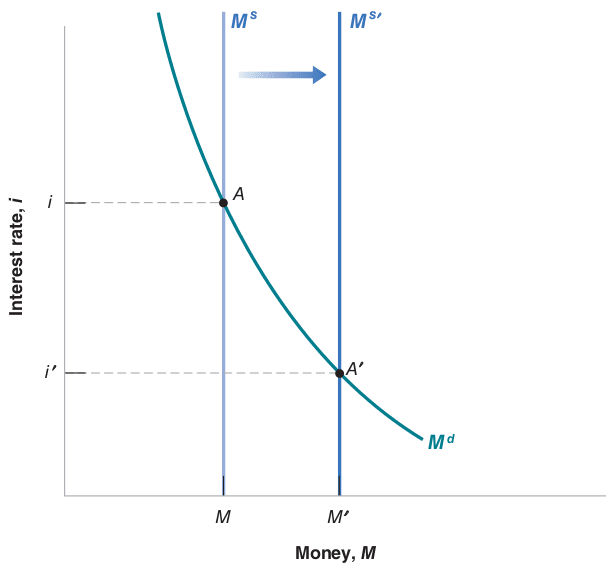 Mˢ
Mˢ′
A
i
Interest rate, i
i′
A′
Mᵈ
M
M′
Money, M